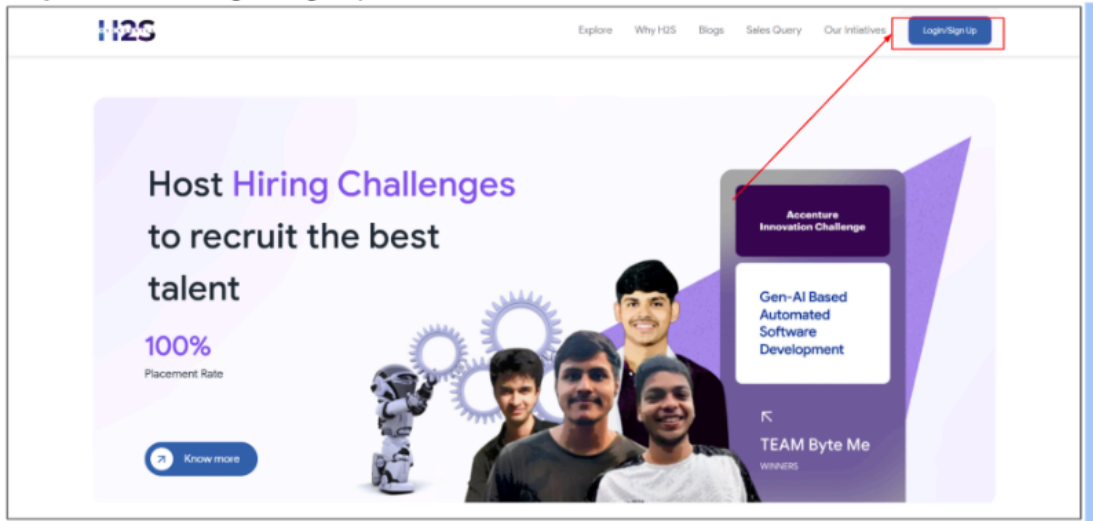 H2S
Explore Why H2S Blogs Sales Query Our Intiatives Login/Sign Up
Host Hiring Challenges
to recruit the best
talent
100%
Placement Rate
Know more
Accenture
Innovation Challenge
Gen-AI Based
Automated
Software
Development
TEAM Byte Me
WINNERS